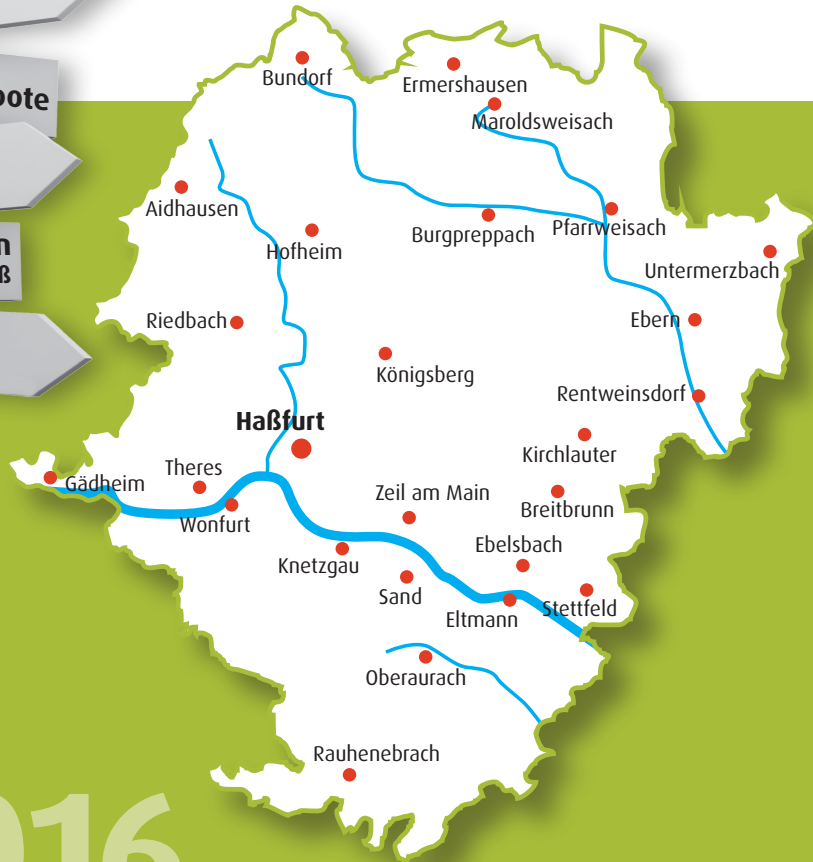 Bundorf
Ermershausen
Maroldsweisach
Aidhausen
Hofheim
Burgpreppach
Pfarrweisach
Untermerzbach
Riedbach
Ebern
Königsberg
Rentweinsdorf
Haßfurt
Kirchlauter
Theres
Gädheim
Zeil am Main
Breitbrunn
Wonfurt
Ebelsbach
Knetzgau
Sand
Eltmann
Stettfeld
Oberaurach
Rauhenebrach